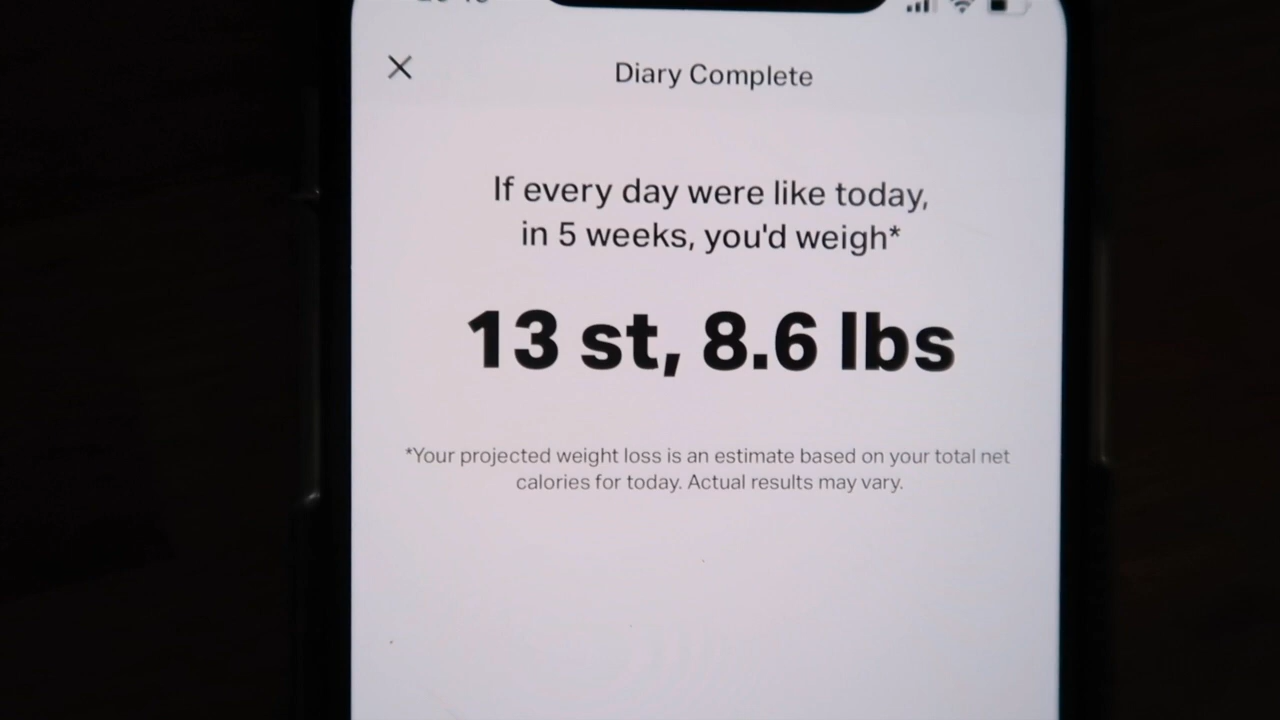 Diary Complete
If every day were like today,
in 5 weeks, you'd weigh*
13 st, 8.6 lbs
*Your projected weight loss is an estimate based on your total net
calories for today. Actual results may vary.